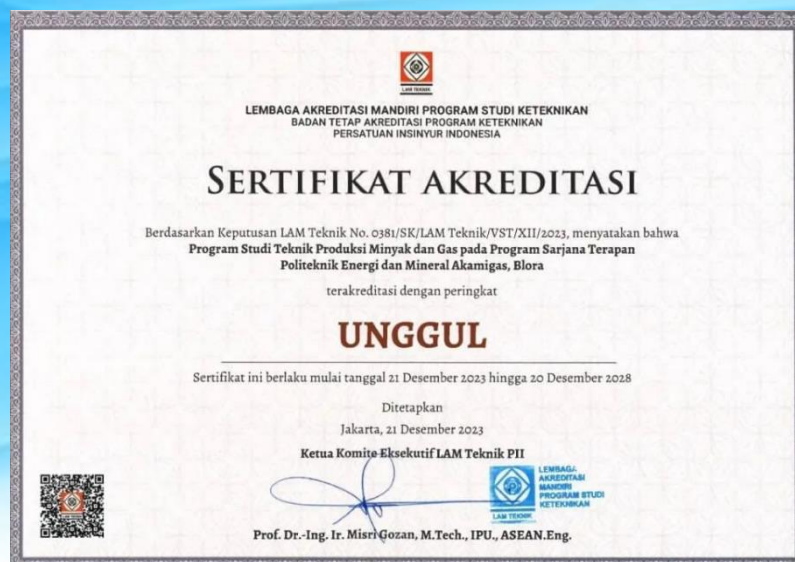 LAM TEKNIK
LEMBAGA AKREDITASI MANDIRI PROGRAM STUDI KETEKNIKAN
BADAN TETAP AKREDITASI PROGRAM KETEKNIKAN
PERSATUAN INSINYUR INDONESIA
SERTIFIKAT AKREDITASI
Berdasarkan Keputusan LAM Teknik No. 0381/SK/LAM Teknik/VST/XII/2023, menyatakan bahwa
Program Studi Teknik Produksi Minyak dan Gas pada Program Sarjana Terapan
Politeknik Energi dan Mineral Akamigas, Blora
terakreditasi dengan peringkat
UNGGUL
Sertifikat ini berlaku mulai tanggal 21 Desember 2023 hingga 20 Desember 2028
Ditetapkan
Jakarta, 21 Desember 2023
Ketua Komite Eksekutif LAM Teknik PII
LEMBAGA
AKREDITASI
MANDIRI
PROGRAM STUDI
KETEKNIKAN
LAM TEKNIK
Prof. Dr.-Ing. Ir. Misri Gozan, M.Tech., IPU., ASEAN.Eng.